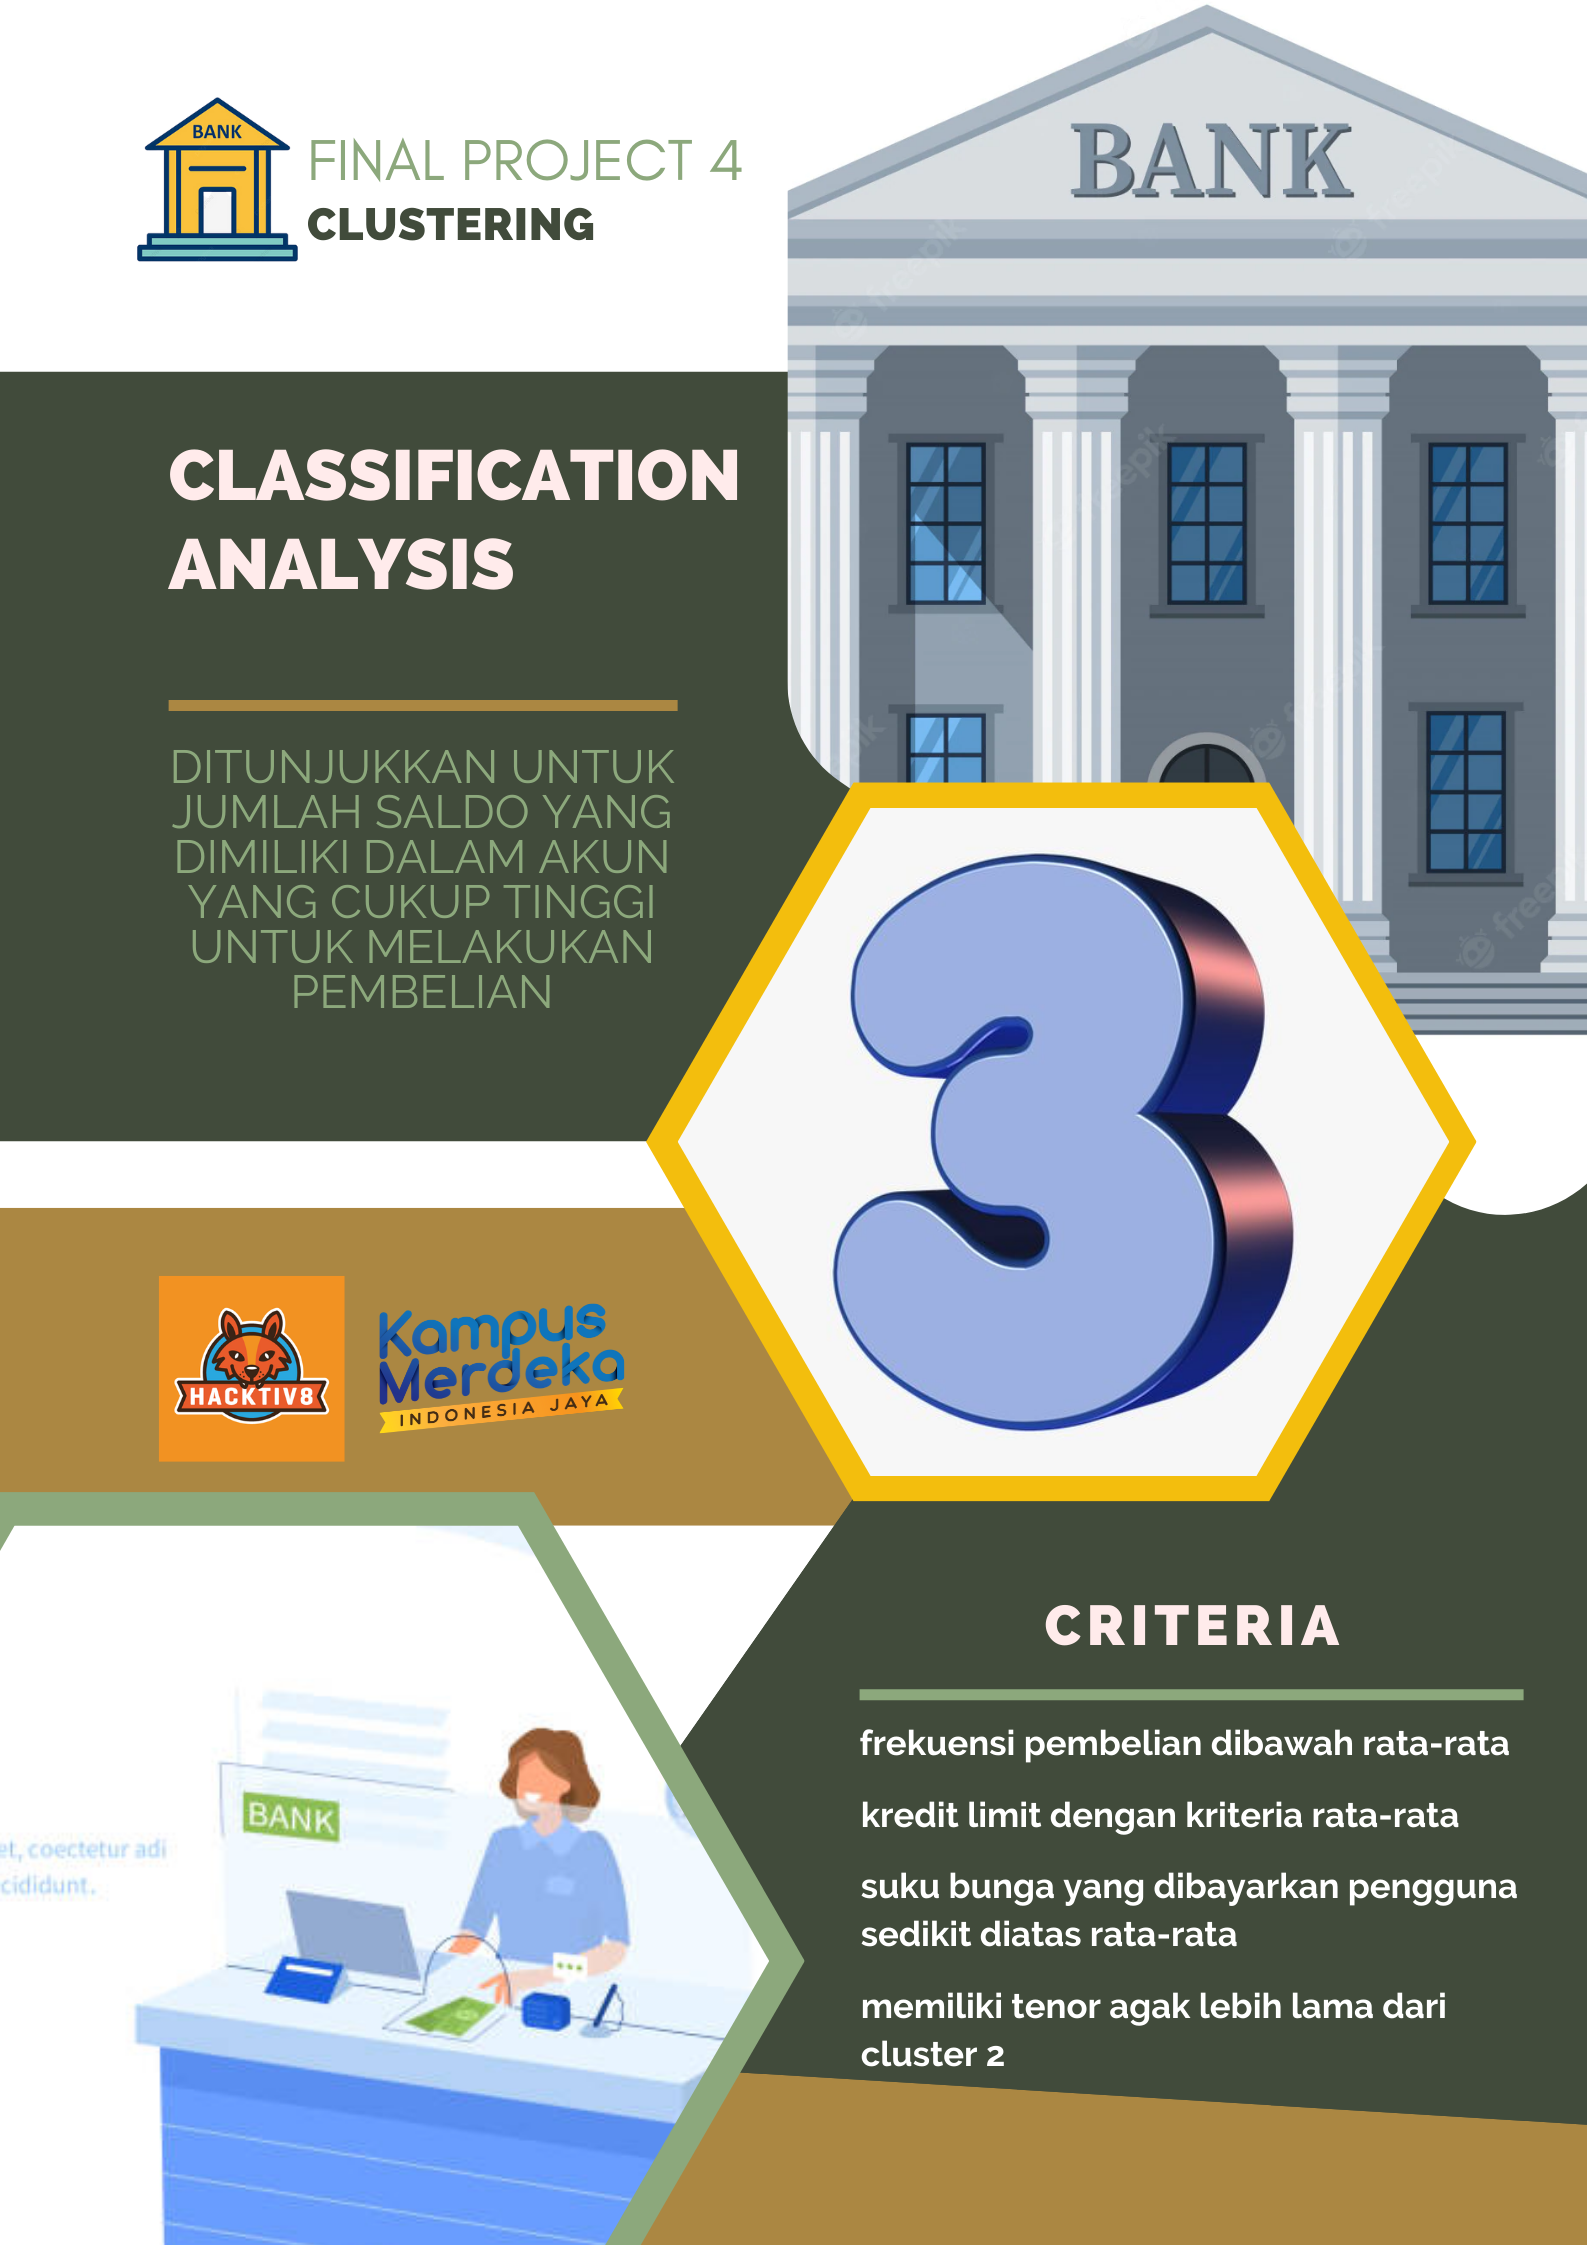 BANK
FINAL PROJECT 4
CLUSTERING
BANK
CLASSIFICATION
ANALYSIS
DITUNJUKKAN UNTUK
JUMLAH SALDO YANG
DIMILIKI DALAM AKUN
YANG CUKUP TINGGI
UNTUK MELAKUKAN
PEMBELIAN
3
HACKTIV8
Kampus
Merdeka
INDONESIA JAYA
BANK
et, coectetur adi
cididunt.
CRITERIA
frekuensi pembelian dibawah rata-rata
kredit limit dengan kriteria rata-rata
suku bunga yang dibayarkan pengguna
sedikit diatas rata-rata
memiliki tenor agak lebih lama dari
cluster 2
freepik
freepik
freepik